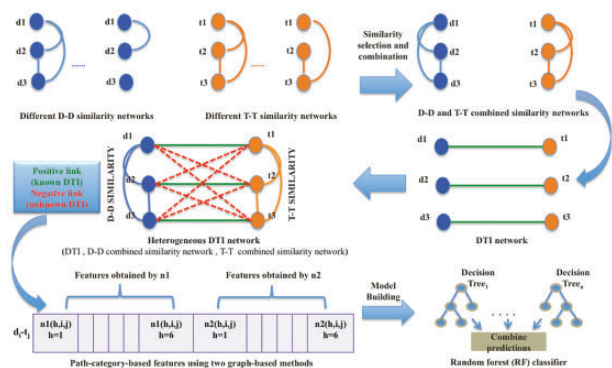 d1
d2
d3
......
d1
d2
d3
Different D-D similarity networks
t1
t2
t3
......
t1
t2
t3
Different T-T similarity networks
Similarity
selection and
combination
d1
d2
d3
t1
t2
t3
D-D and T-T combined similarity networks
Positive link
(known DTI)
Negative link
(unknown DTI)
D-D SIMILARITY
d1
d2
d3
t1
t2
t3
T-T SIMILARITY
Heterogeneous DTI network
(DTI , D-D combined similarity network , T-T combined similarity network)
d1
d2
d3
t1
t2
t3
DTI network
Features obtained by n1
Features obtained by n2
di-tj
n1(h,i,j)
h=1
n1(h,i,j)
h=6
n2(h,i,j)
h=1
n2(h,i,j)
h=6
Path-category-based features using two graph-based methods
Model
Building
Decision
Tree1
....
Decision
Treen
Combine
predictions
Random forest (RF) classifier